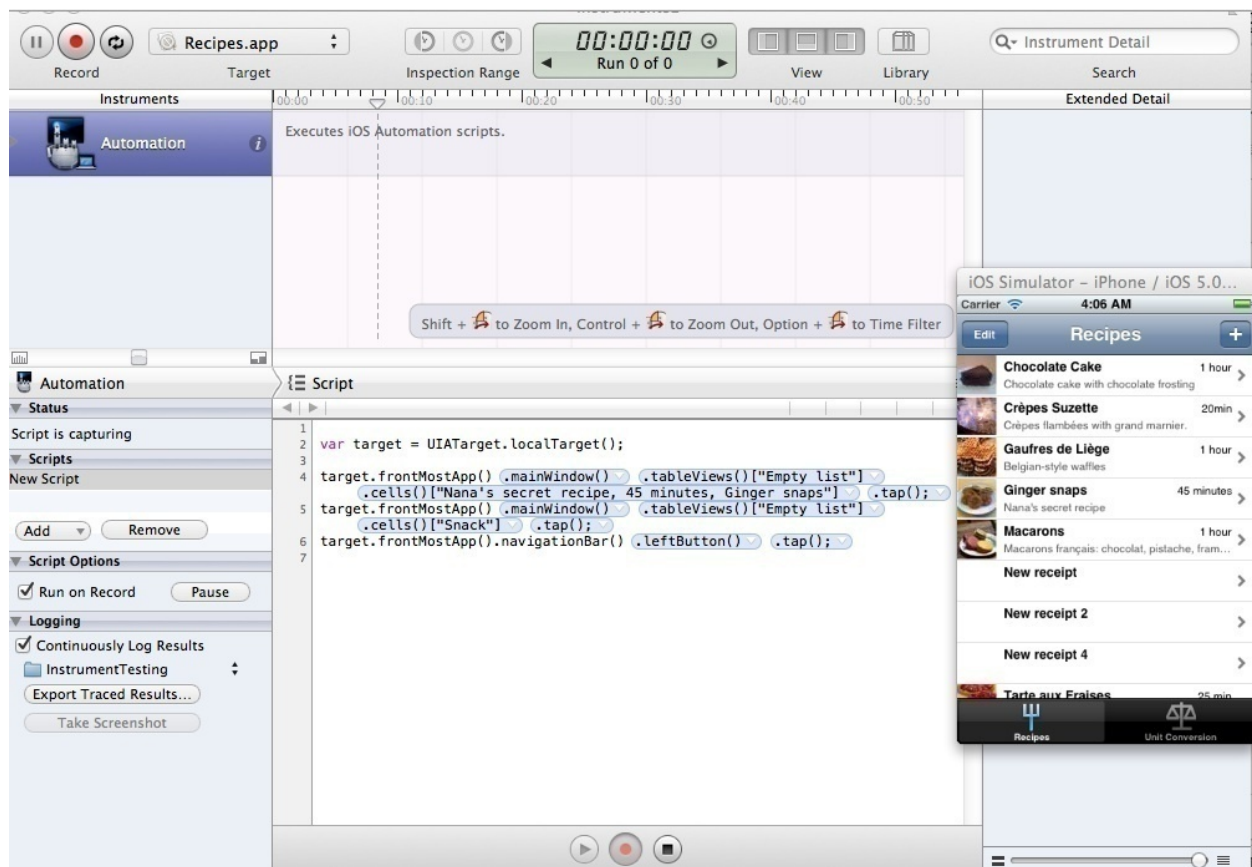 Recipes.app
00:00:00
Run 0 of 0
Instrument Detail
Record
Target
Inspection Range
View
Library
Search
Instruments
00:00
00:10
00:20
00:30
00:40
00:50
Extended Detail
Automation
Executes iOS Automation scripts.
Shift + to Zoom In, Control + to Zoom Out, Option + to Time Filter
Automation
Script
Status
Script is capturing
Scripts
New Script
Add
Remove
Script Options
Run on Record
Pause
Logging
Continuously Log Results
InstrumentTesting
Export Traced Results...
Take Screenshot
1
2 var target = UIATarget.localTarget();
3
4 target.frontMostApp() .mainWindow() .tableViews()["Empty list"]
.cells()["Nana's secret recipe, 45 minutes, Ginger snaps"] .tap();
5 target.frontMostApp() .mainWindow() .tableViews()["Empty list"]
.cells()["Snack"] .tap();
6 target.frontMostApp().navigationBar() .leftButton() .tap();
7
iOS Simulator - iPhone / iOS 5.0...
Carrier 4:06 AM
Edit Recipes +
Chocolate Cake 1 hour
Chocolate cake with chocolate frosting
Crèpes Suzette 20min
Crèpes flambées with grand marnier.
Gaufres de Liège 1 hour
Belgian-style waffles
Ginger snaps 45 minutes
Nana's secret recipe
Macarons 1 hour
Macarons français: chocolat, pistache, fram...
New receipt
New receipt 2
New receipt 4
Tarte aux Fraises 25 min
Recipes Unit Conversion